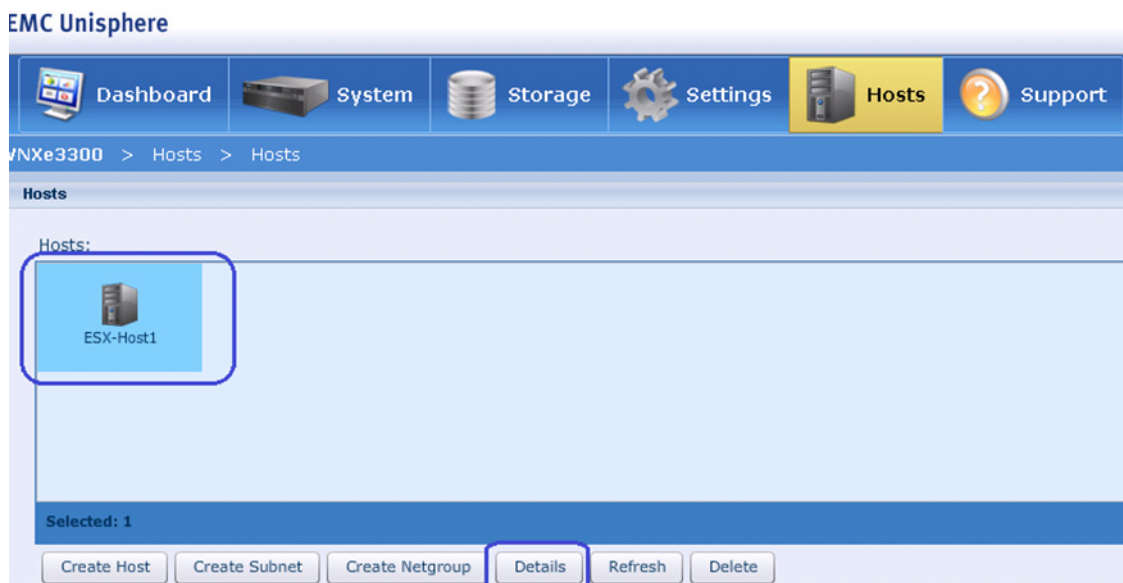 EMC Unisphere
Dashboard System Storage Settings Hosts Support
VNXe3300 > Hosts > Hosts
Hosts
Hosts:
ESX-Host1
Selected: 1
Create Host Create Subnet Create Netgroup Details Refresh Delete